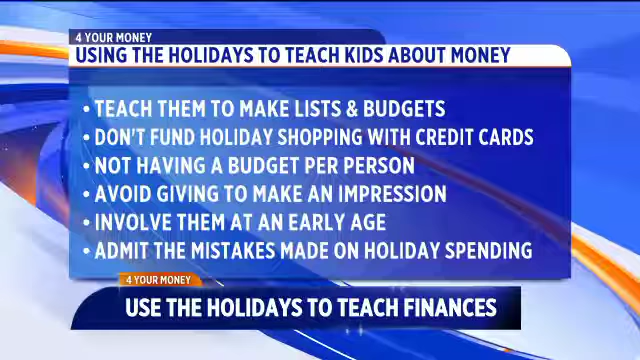 4 YOUR MONEY
USING THE HOLIDAYS TO TEACH KIDS ABOUT MONEY
• TEACH THEM TO MAKE LISTS & BUDGETS
• DON'T FUND HOLIDAY SHOPPING WITH CREDIT CARDS
• NOT HAVING A BUDGET PER PERSON
• AVOID GIVING TO MAKE AN IMPRESSION
• INVOLVE THEM AT AN EARLY AGE
• ADMIT THE MISTAKES MADE ON HOLIDAY SPENDING
4 YOUR MONEY
USE THE HOLIDAYS TO TEACH FINANCES